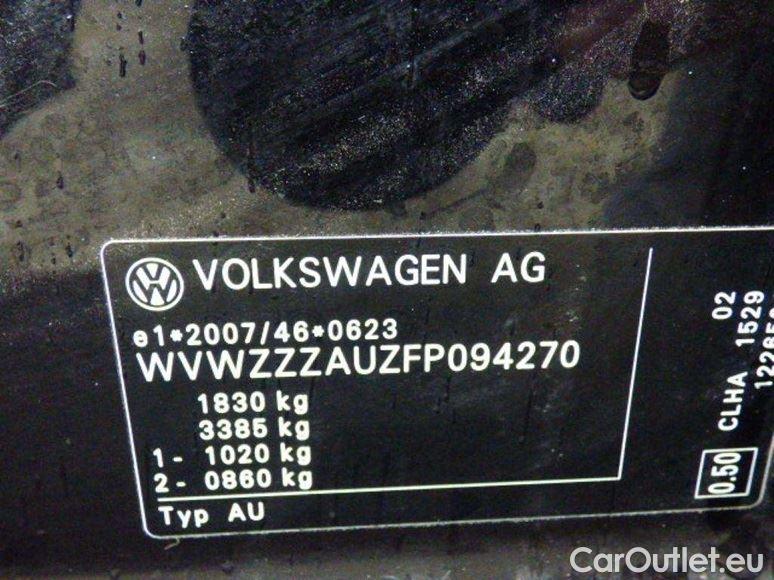 VOLKSWAGEN AG
e1*2007/46*0623
WVWZZZAUZFP094270
1830 kg
3385 kg
1 - 1020 kg
2 - 0860 kg
Typ AU
02
CLHA 1529
0.50
CarOutlet.eu